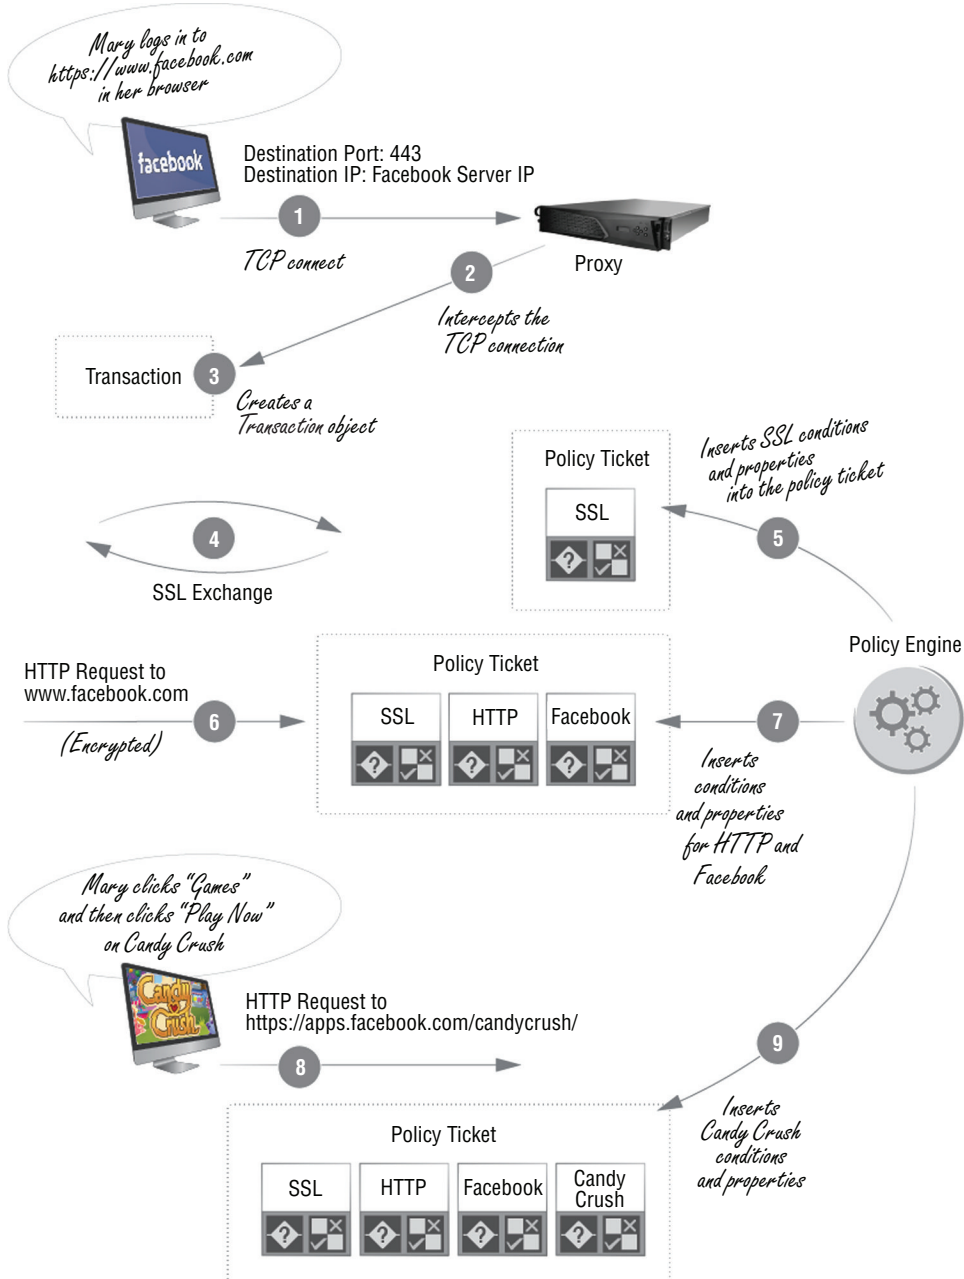 Mary logs in to
https://www.facebook.com
in her browser
facebook
Destination Port: 443
Destination IP: Facebook Server IP
1
TCP connect
Proxy
2
Intercepts the
TCP connection
Transaction
3
Creates a
Transaction object
Policy Ticket
SSL
?
Inserts SSL conditions
and properties
into the policy ticket
4
SSL Exchange
5
Policy Engine
HTTP Request to
www.facebook.com
6
(Encrypted)
Policy Ticket
SSL
HTTP
Facebook
?
?
?
7
Inserts
conditions
and properties
for HTTP and
Facebook
Mary clicks “Games”
and then clicks “Play Now”
on Candy Crush
Candy
Crush
HTTP Request to
https://apps.facebook.com/candycrush/
8
9
Inserts
Candy Crush
conditions
and properties
Policy Ticket
SSL
HTTP
Facebook
Candy
Crush
?
?
?
?